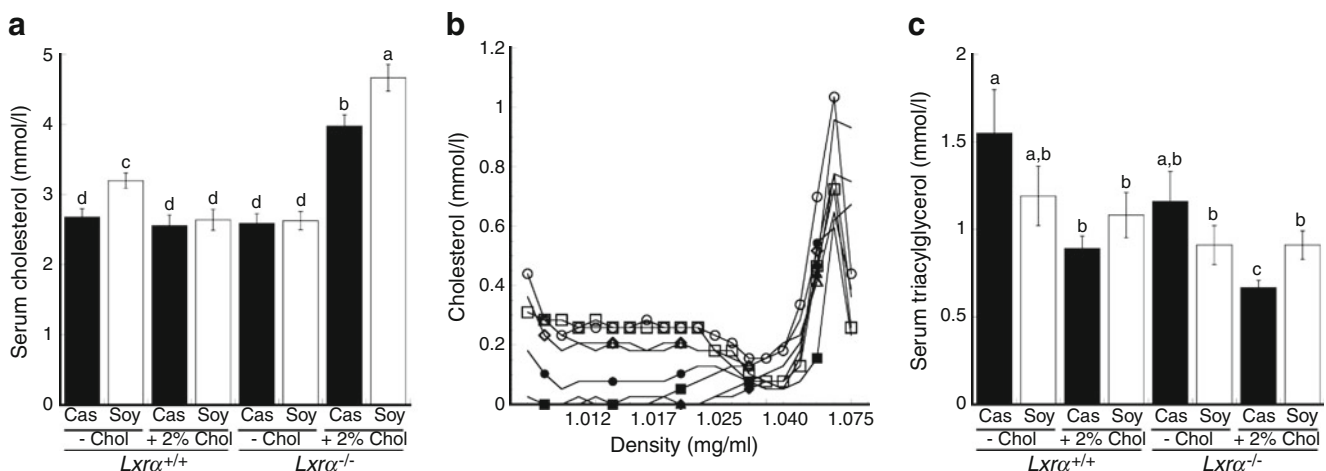 a
Serum cholesterol (mmol/l)
5
4
3
2
1
0
d
c
d
d
d
d
b
a
Cas Soy Cas Soy Cas Soy Cas Soy
- Chol + 2% Chol - Chol + 2% Chol
Lxrα+/+ Lxrα-/-
b
Cholesterol (mmol/l)
1.2
1
0.8
0.6
0.4
0.2
0
1.012 1.017 1.025 1.040 1.075
Density (mg/ml)
c
Serum triacylglycerol (mmol/l)
2
1.5
1
0.5
0
a
a,b
b
b
a,b
b
c
b
Cas Soy Cas Soy Cas Soy Cas Soy
- Chol + 2% Chol - Chol + 2% Chol
Lxrα+/+ Lxrα-/-